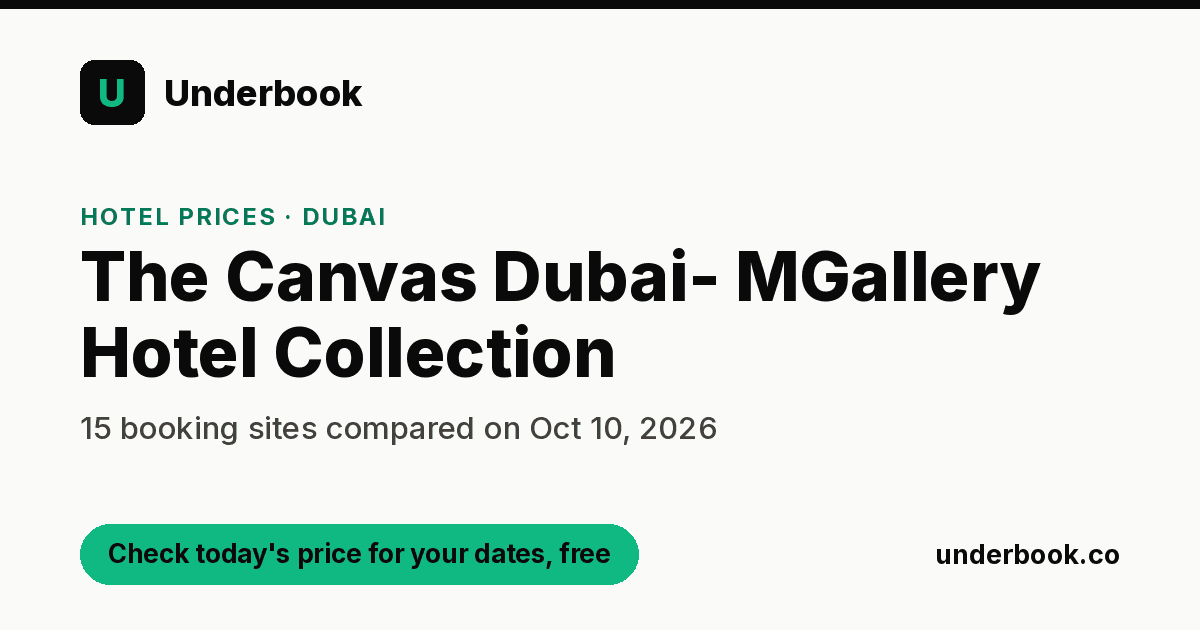 U Underbook
HOTEL PRICES · DUBAI
The Canvas Dubai- MGallery
Hotel Collection
15 booking sites compared on Oct 10, 2026
Check today's price for your dates, free
underbook.co